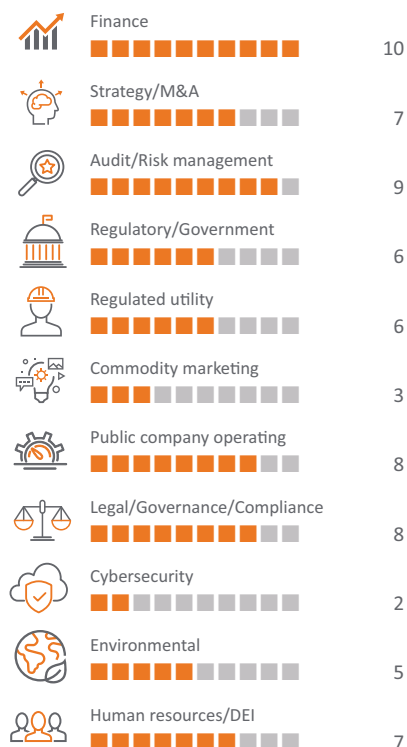 Finance
10
Strategy/M&A
7
Audit/Risk management
9
Regulatory/Government
6
Regulated utility
6
Commodity marketing
3
Public company operating
8
Legal/Governance/Compliance
8
Cybersecurity
2
Environmental
5
Human resources/DEI
7